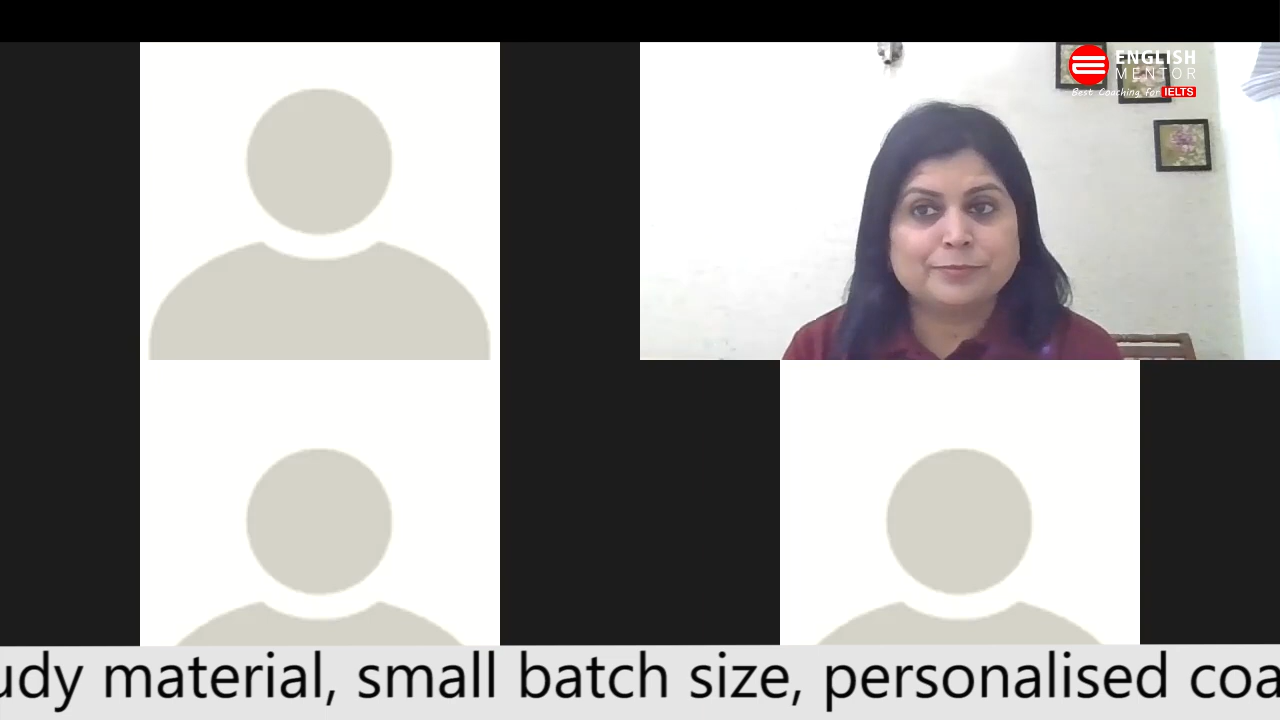 ENGLISH
MENTOR
Best Coaching for IELTS
udy material, small batch size, personalised coa